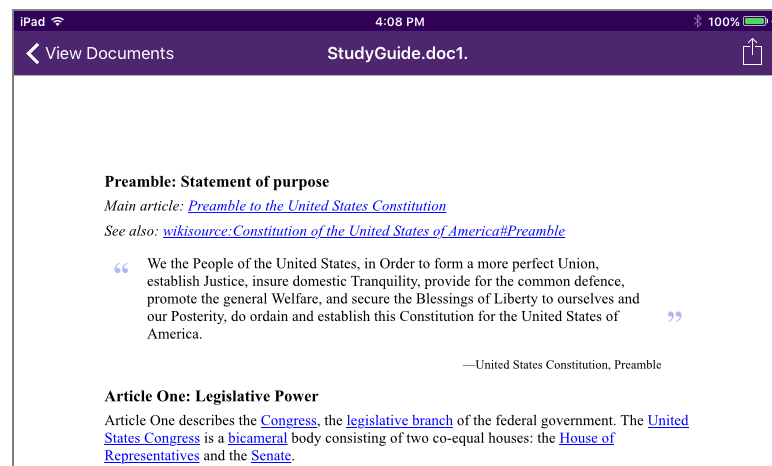 iPad 4:08 PM 100%
View Documents StudyGuide.doc1.
Preamble: Statement of purpose
Main article: Preamble to the United States Constitution
See also: wikisource:Constitution of the United States of America#Preamble
“ We the People of the United States, in Order to form a more perfect Union,
establish Justice, insure domestic Tranquility, provide for the common defence,
promote the general Welfare, and secure the Blessings of Liberty to ourselves and
our Posterity, do ordain and establish this Constitution for the United States of ”
America.
—United States Constitution, Preamble
Article One: Legislative Power
Article One describes the Congress, the legislative branch of the federal government. The United
States Congress is a bicameral body consisting of two co-equal houses: the House of
Representatives and the Senate.